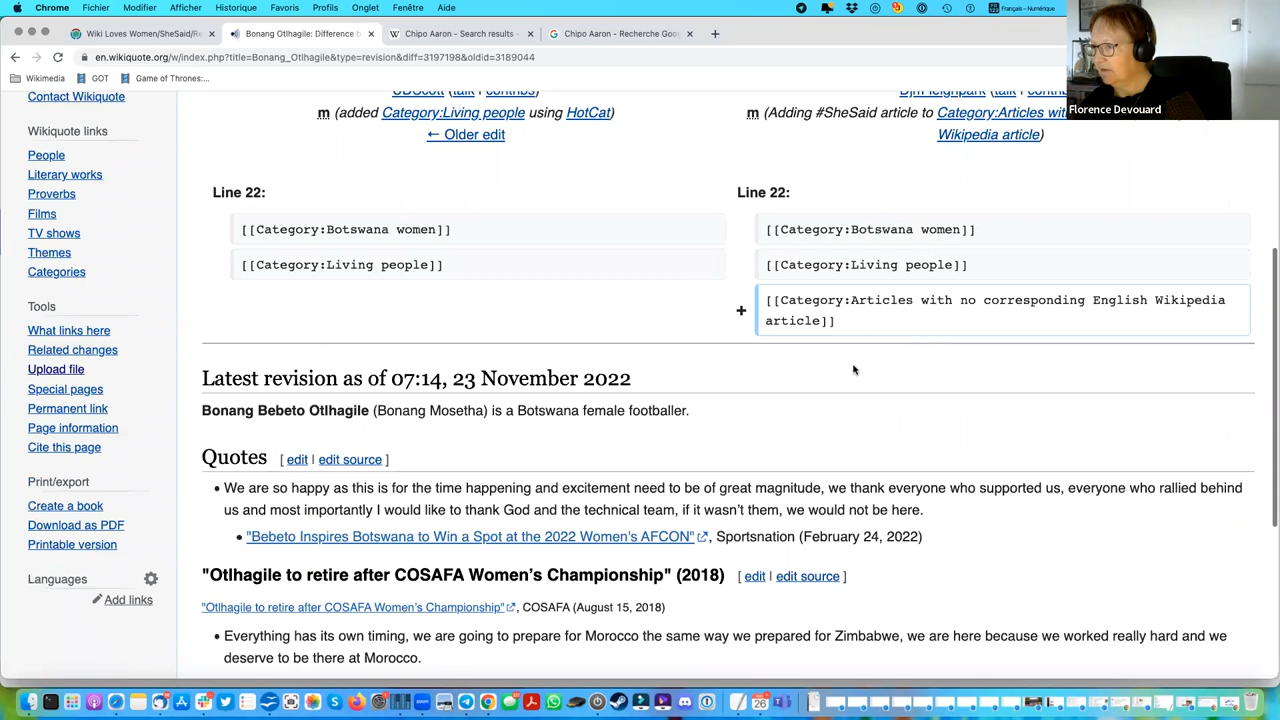 Chrome Fichier Modifier Afficher Historique Favoris Profils Onglet Fenêtre Aide Français – Numérique
Wiki Loves Women/SheSaid/Re Bonang Otlhagile: Difference b Chipo Aaron - Search results - Chipo Aaron - Recherche Goo
en.wikiquote.org/w/index.php?title=Bonang_Otlhagile&type=revision&diff=3197198&oldid=3189044
Wikimedia GOT Game of Thrones:...
Florence Devouard
Contact Wikiquote
Wikiquote links
People
Literary works
Proverbs
Films
TV shows
Themes
Categories
Tools
What links here
Related changes
Upload file
Special pages
Permanent link
Page information
Cite this page
Print/export
Create a book
Download as PDF
Printable version
Languages
Add links
(talk | contribs)
m (added Category:Living people using HotCat)
← Older edit
(talk |
m (Adding #SheSaid article to Category:Articles
Wikipedia article)
Line 22:
Line 22:
[[Category:Botswana women]]
[[Category:Botswana women]]
[[Category:Living people]]
[[Category:Living people]]
+ [[Category:Articles with no corresponding English Wikipedia
article]]
Latest revision as of 07:14, 23 November 2022
Bonang Bebeto Otlhagile (Bonang Mosetha) is a Botswana female footballer.
Quotes [ edit | edit source ]
• We are so happy as this is for the time happening and excitement need to be of great magnitude, we thank everyone who supported us, everyone who rallied behind
us and most importantly I would like to thank God and the technical team, if it wasn't them, we would not be here.
• "Bebeto Inspires Botswana to Win a Spot at the 2022 Women's AFCON", Sportsnation (February 24, 2022)
"Otlhagile to retire after COSAFA Women's Championship" (2018) [ edit | edit source ]
"Otlhagile to retire after COSAFA Women's Championship", COSAFA (August 15, 2018)
• Everything has its own timing, we are going to prepare for Morocco the same way we prepared for Zimbabwe, we are here because we worked really hard and we
deserve to be there at Morocco.